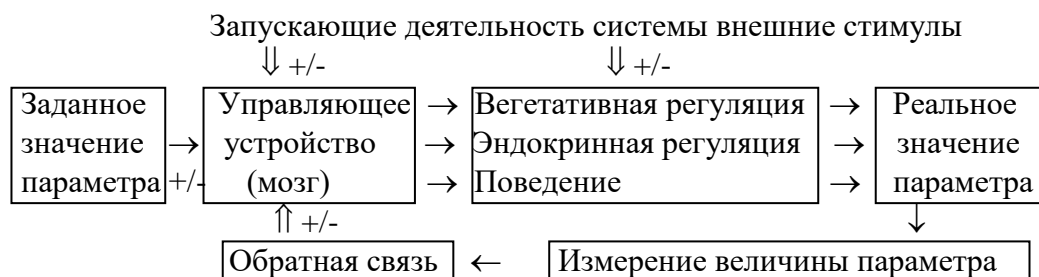 Запускающие деятельность системы внешние стимулы
⇓ +/- ⇓ +/-
Заданное Управляющее → Вегетативная регуляция → Реальное
значение → устройство → Эндокринная регуляция → значение
параметра +/- (мозг) → Поведение → параметра
⇑ +/- ↓
Обратная связь ← Измерение величины параметра